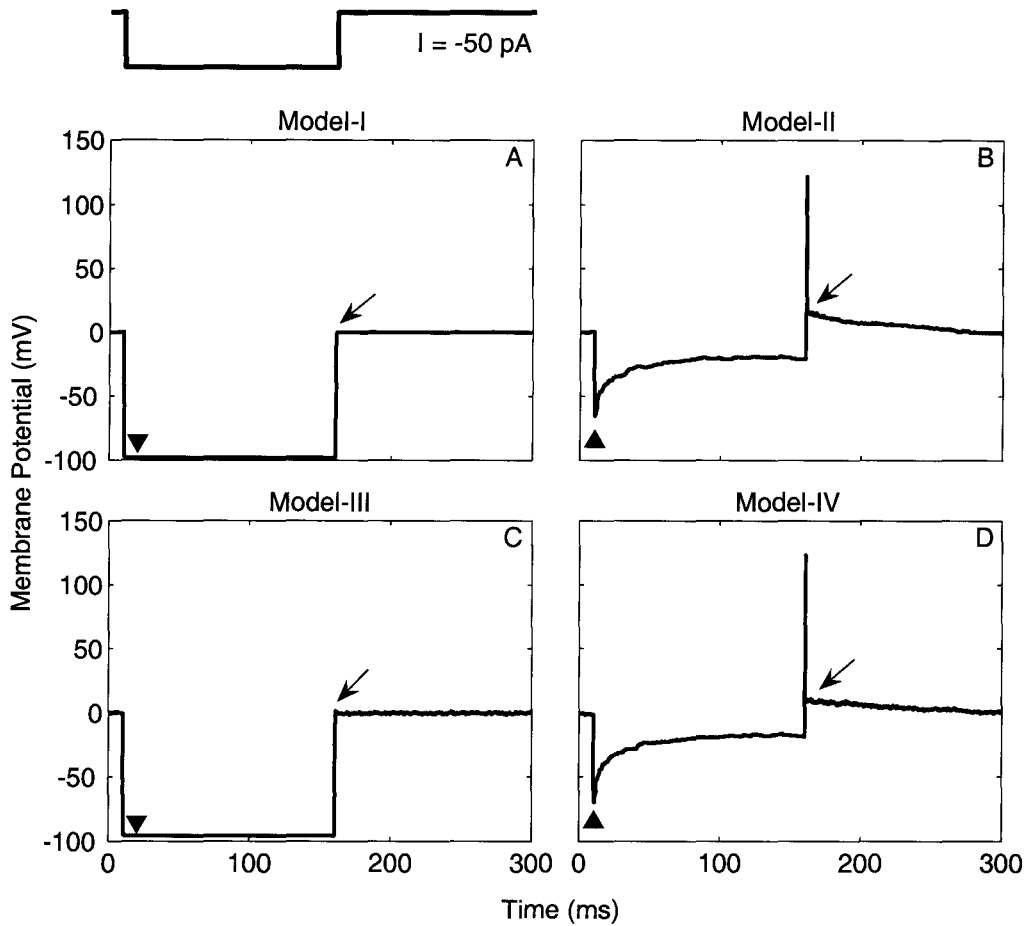 I = -50 pA
Model-I
Model-II
150
100
50
0
-50
-100
A
B
Model-III
Model-IV
150
100
50
0
-50
-100
C
D
0
100
200
300
0
100
200
300
Membrane Potential (mV)
Time (ms)